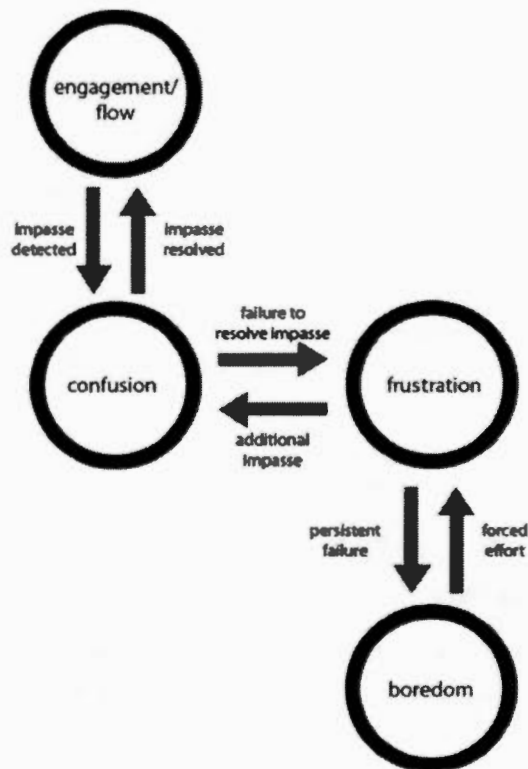 engagement/
flow
impasse
detected
impasse
resolved
failure to
resolve impasse
confusion
frustration
additional
impasse
persistent
failure
forced
effort
boredom